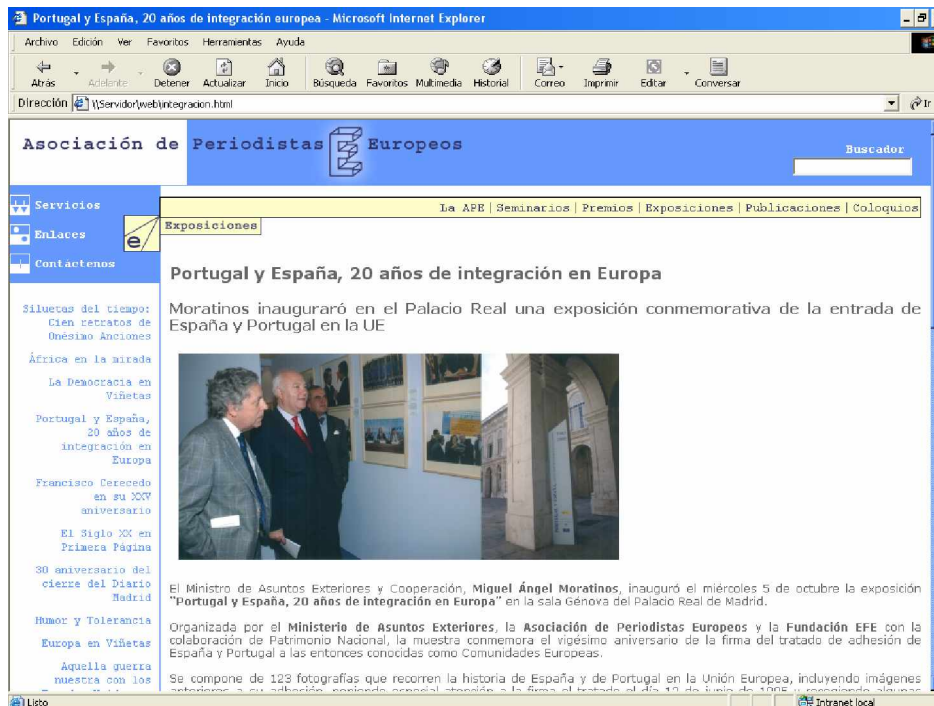 Portugal y España, 20 años de integración europea - Microsoft Internet Explorer
Archivo Edición Ver Favoritos Herramientas Ayuda
Atrás Adelante Detener Actualizar Inicio Búsqueda Favoritos Multimedia Historial Correo Imprimir Editar Conversar
Dirección \\Servidor\web\integracion.html Ir
Asociación de Periodistas Europeos
Buscador
Servicios
Enlaces
Contáctenos
La APE | Seminarios | Premios | Exposiciones | Publicaciones | Coloquios
e
Exposiciones
Siluetas del tiempo:
Cien retratos de
Onésimo Anciones
África en la mirada
La Democracia en
Viñetas
Portugal y España,
20 años de
integración en
Europa
Francisco Cerecedo
en su XXV
aniversario
El Siglo XX en
Primera Página
30 aniversario del
cierre del Diario
Madrid
Humor y Tolerancia
Europa en Viñetas
Aquella guerra
nuestra con los
Portugal y España, 20 años de integración en Europa
Moratinos inauguraró en el Palacio Real una exposición conmemorativa de la entrada de
España y Portugal en la UE
El Ministro de Asuntos Exteriores y Cooperación, Miguel Ángel Moratinos, inauguró el miércoles 5 de octubre la exposición
"Portugal y España, 20 años de integración en Europa" en la sala Génova del Palacio Real de Madrid.
Organizada por el Ministerio de Asuntos Exteriores, la Asociación de Periodistas Europeos y la Fundación EFE con la
colaboración de Patrimonio Nacional, la muestra conmemora el vigésimo aniversario de la firma del tratado de adhesión de
España y Portugal a las entonces conocidas como Comunidades Europeas.
Se compone de 123 fotografías que recorren la historia de España y de Portugal en la Unión Europea, incluyendo imágenes
Listo
Intranet local